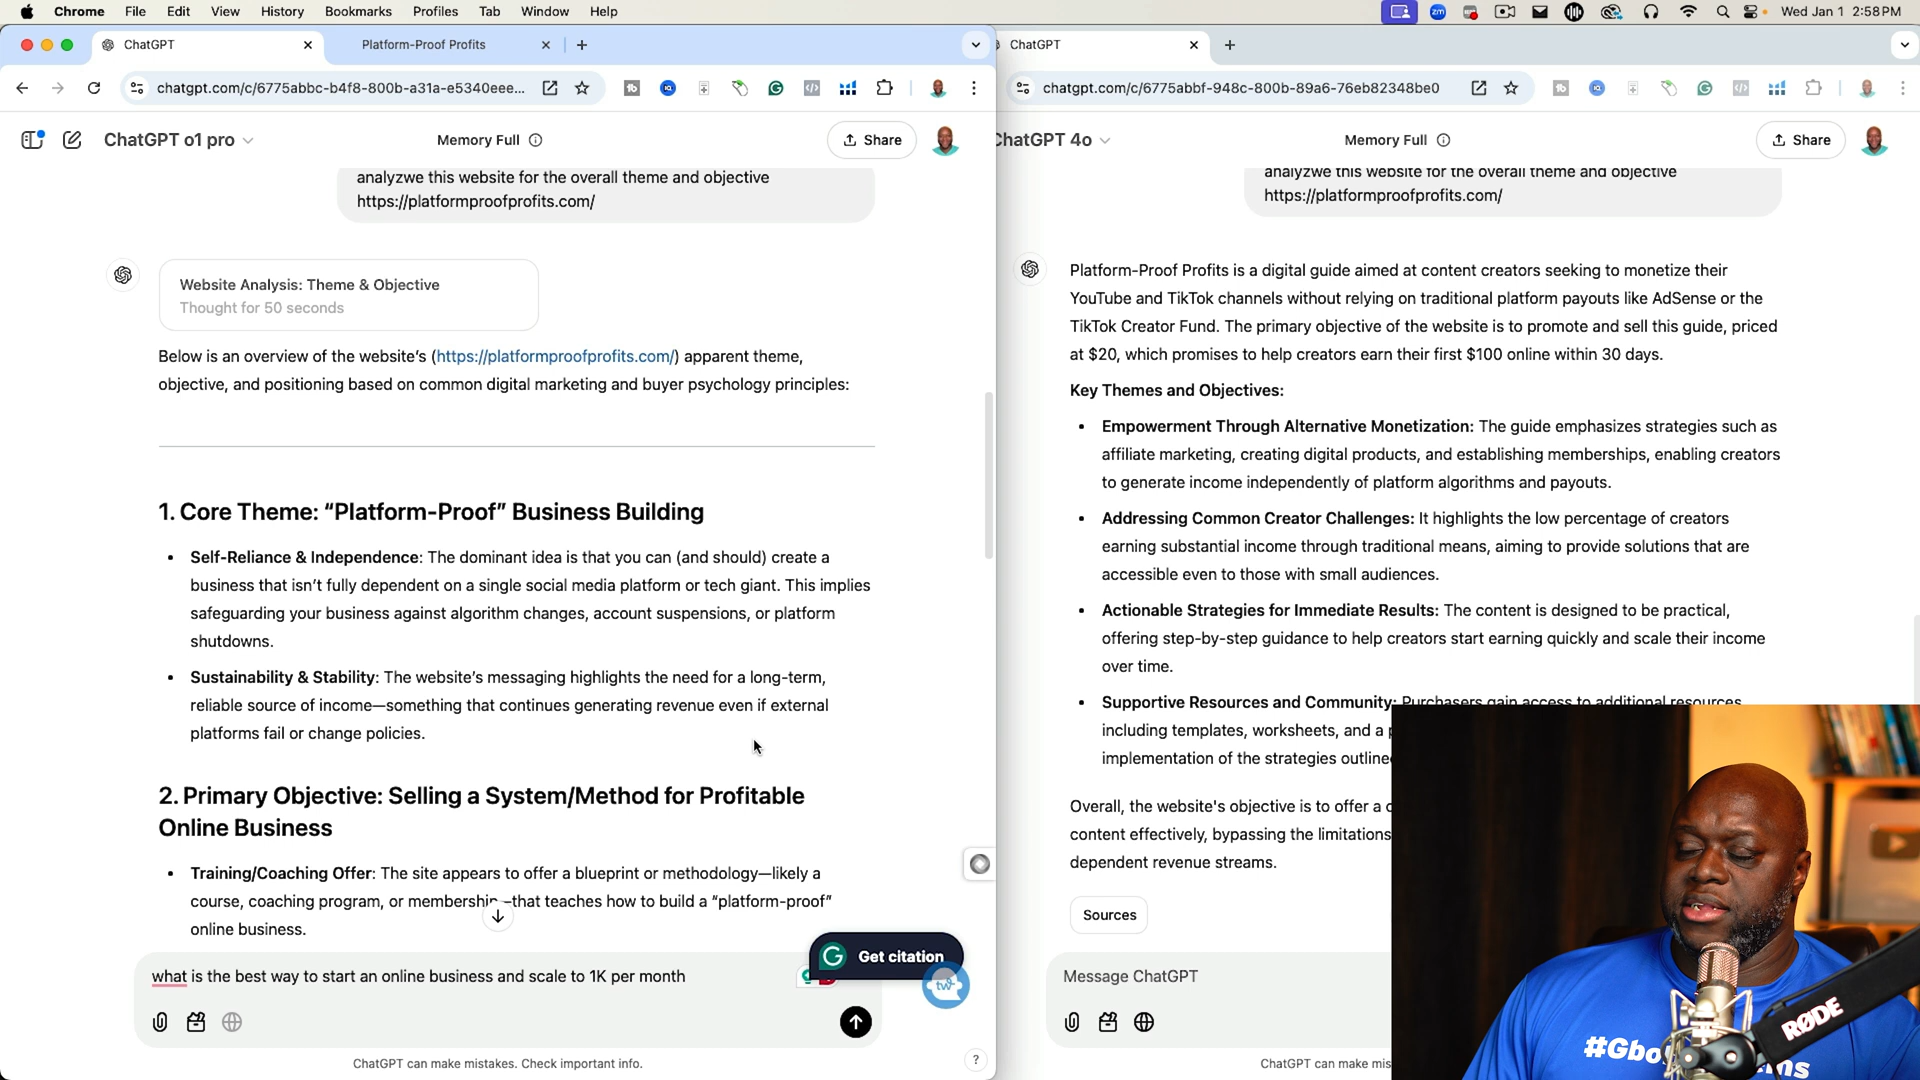 Chrome File Edit View History Bookmarks Profiles Tab Window Help
Wed Jan 1 2:58 PM
ChatGPT
Platform-Proof Profits
ChatGPT
chatgpt.com/c/6775abbc-b4f8-800b-a31a-e5340eee...
chatgpt.com/c/6775abbf-948c-800b-89a6-76eb82348be0
ChatGPT o1 pro
Memory Full
Share
analyzwe this website for the overall theme and objective
https://platformproofprofits.com/
Website Analysis: Theme & Objective
Thought for 50 seconds
Below is an overview of the website’s (https://platformproofprofits.com/) apparent theme,
objective, and positioning based on common digital marketing and buyer psychology principles:
1. Core Theme: “Platform-Proof” Business Building
• Self-Reliance & Independence: The dominant idea is that you can (and should) create a
business that isn’t fully dependent on a single social media platform or tech giant. This implies
safeguarding your business against algorithm changes, account suspensions, or platform
shutdowns.
• Sustainability & Stability: The website’s messaging highlights the need for a long-term,
reliable source of income—something that continues generating revenue even if external
platforms fail or change policies.
2. Primary Objective: Selling a System/Method for Profitable
Online Business
• Training/Coaching Offer: The site appears to offer a blueprint or methodology—likely a
course, coaching program, or membership—that teaches how to build a “platform-proof”
online business.
Get citation
what is the best way to start an online business and scale to 1K per month
tw
ChatGPT can make mistakes. Check important info.
?
ChatGPT 4o
Memory Full
Share
analyzwe this website for the overall theme and objective
https://platformproofprofits.com/
Platform-Proof Profits is a digital guide aimed at content creators seeking to monetize their
YouTube and TikTok channels without relying on traditional platform payouts like AdSense or the
TikTok Creator Fund. The primary objective of the website is to promote and sell this guide, priced
at $20, which promises to help creators earn their first $100 online within 30 days.
Key Themes and Objectives:
• Empowerment Through Alternative Monetization: The guide emphasizes strategies such as
affiliate marketing, creating digital products, and establishing memberships, enabling creators
to generate income independently of platform algorithms and payouts.
• Addressing Common Creator Challenges: It highlights the low percentage of creators
earning substantial income through traditional means, aiming to provide solutions that are
accessible even to those with small audiences.
• Actionable Strategies for Immediate Results: The content is designed to be practical,
offering step-by-step guidance to help creators start earning quickly and scale their income
over time.
• Supportive Resources and Community: Purchasers gain access to additional resources
including templates, worksheets, and a
implementation of the strategies outline
Overall, the website's objective is to offer a
content effectively, bypassing the limitations
dependent revenue streams.
Sources
Message ChatGPT
ChatGPT can make mis
RØDE